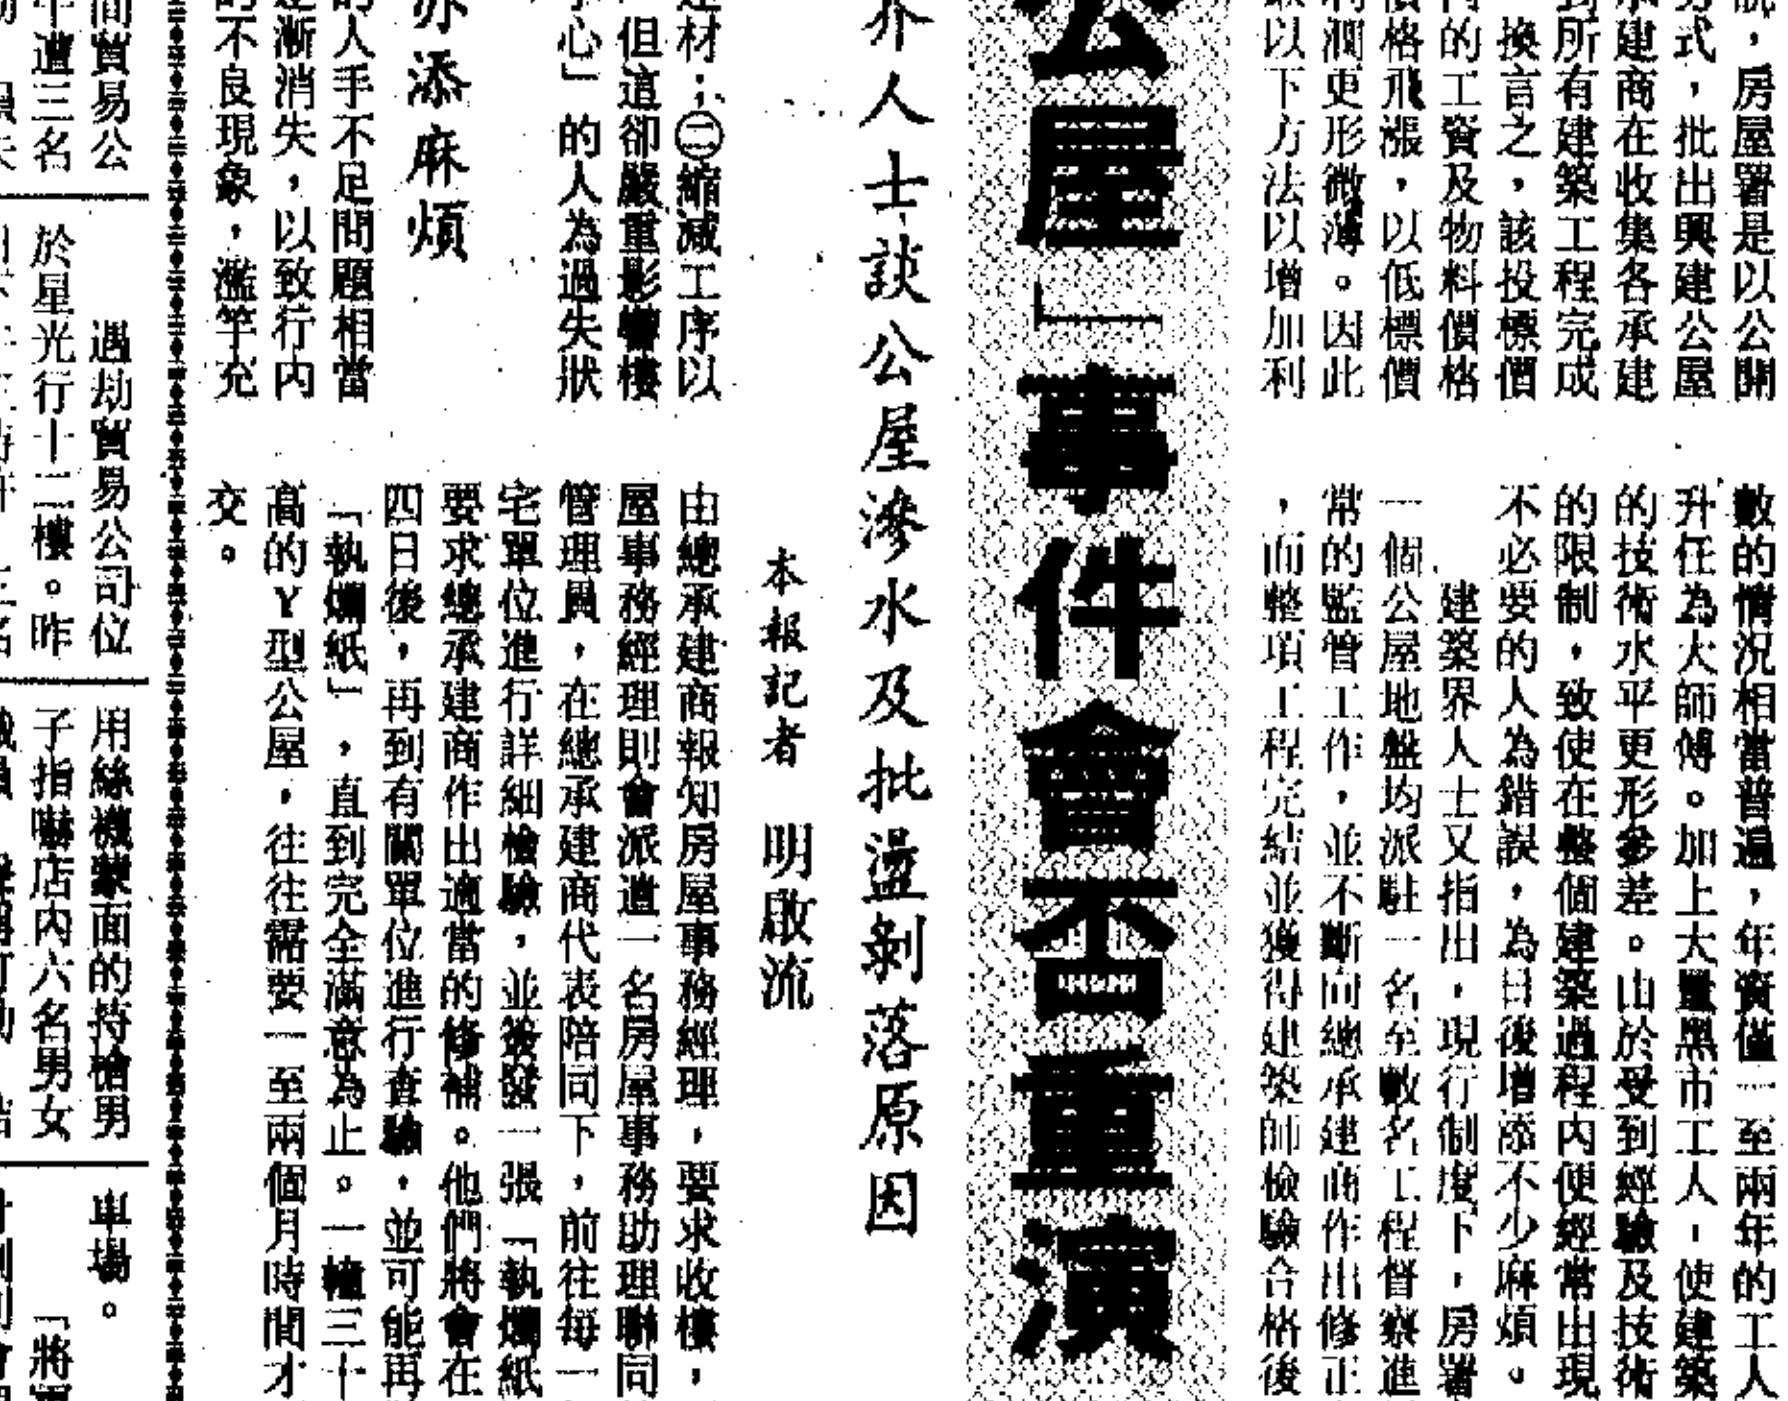 說，房屋署是以公開
方式，批出興建公屋
承建商在收集各承建
到所有建築工程完成
換言之，該投標價
內的工資及物料價格
價格飛漲，以低標價
利潤更形微薄。因此
以下方法以增加利
數的情況相當普遍，年資僅一至兩年的工人
升任為大師傅。加上大量黑市工人，使建築
的技術水平更形參差。由於受到經驗及技術
的限制，致使在整個建築過程內便經常出現
不必要的人為錯誤，為日後增添不少麻煩。
建築界人士又指出，現行制度下，房署
一個公屋地盤均派駐一名至數名工程督察進
常的監管工作，並不斷向總承建商作出修正
，而整項工程完結並獲得建築師檢驗合格後
公屋」事件會否重演
界人士談公屋滲水及批盪剝落原因
本報記者 明啟流
建材；㊁縮減工序以
但這卻嚴重影響樓
心」的人為過失狀
亦添麻煩
的人手不足問題相當
逐漸消失，以致行內
的不良現象，濫竽充
由總承建商報知房屋事務經理，要求收樓，
屋事務經理則會派遣一名房屋事務助理聯同
管理員，在總承建商代表陪同下，前往每一
宅單位進行詳細檢驗，並簽發一張「執爛紙
要求總承建商作出適當的修補。他們將會在
四日後，再到有關單位進行查驗，並可能再
「執爛紙」，直到完全滿意為止。一幢三十
高的Y型公屋，往往需要一至兩個月時間才
交。
間貿易公
遭三名
遇劫貿易公司位
於星光行十二樓。昨
用絲襪蒙面的持槍男
子指嚇店內六名男女
車場。
「將